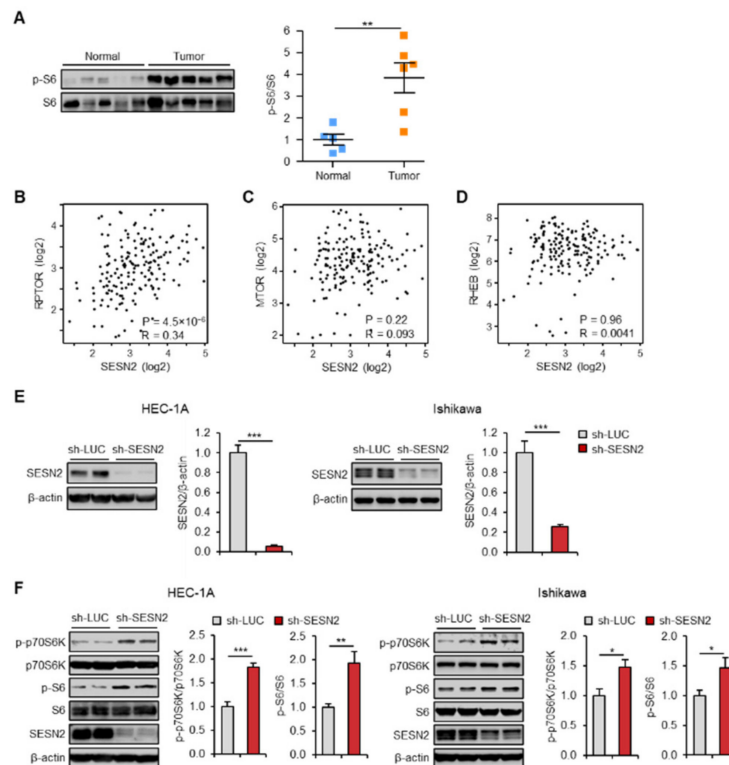 A
Normal Tumor
p-S6
S6
**
p-S6/S6
6
5
4
3
2
1
0
Normal Tumor
B
RPTOR (log2)
4
3
2
P = 4.5×10⁻⁶
R = 0.34
2 3 4 5
SESN2 (log2)
C
MTOR (log2)
6
5
4
3
2
P = 0.22
R = 0.093
2 3 4 5
SESN2 (log2)
D
RHEB (log2)
8
7
6
5
4
3
P = 0.96
R = 0.0041
2 3 4 5
SESN2 (log2)
E
HEC-1A
sh-LUC sh-SESN2
SESN2
β-actin
SESN2/β-actin
1.2
1.0
0.8
0.6
0.4
0.2
0.0
***
Ishikawa
sh-LUC sh-SESN2
SESN2
β-actin
SESN2/β-actin
1.2
1.0
0.8
0.6
0.4
0.2
0.0
***
sh-LUC
sh-SESN2
F
HEC-1A
sh-LUC sh-SESN2
p-p70S6K
p70S6K
p-S6
S6
SESN2
β-actin
sh-LUC sh-SESN2
p-p70S6K/p70S6K
2.5
2.0
1.5
1.0
0.5
0.0
***
p-S6/S6
2.5
2.0
1.5
1.0
0.5
0.0
**
Ishikawa
sh-LUC sh-SESN2
p-p70S6K
p70S6K
p-S6
S6
SESN2
β-actin
sh-LUC sh-SESN2
p-p70S6K/p70S6K
2.0
1.5
1.0
0.5
0.0
*
p-S6/S6
2.0
1.5
1.0
0.5
0.0
*